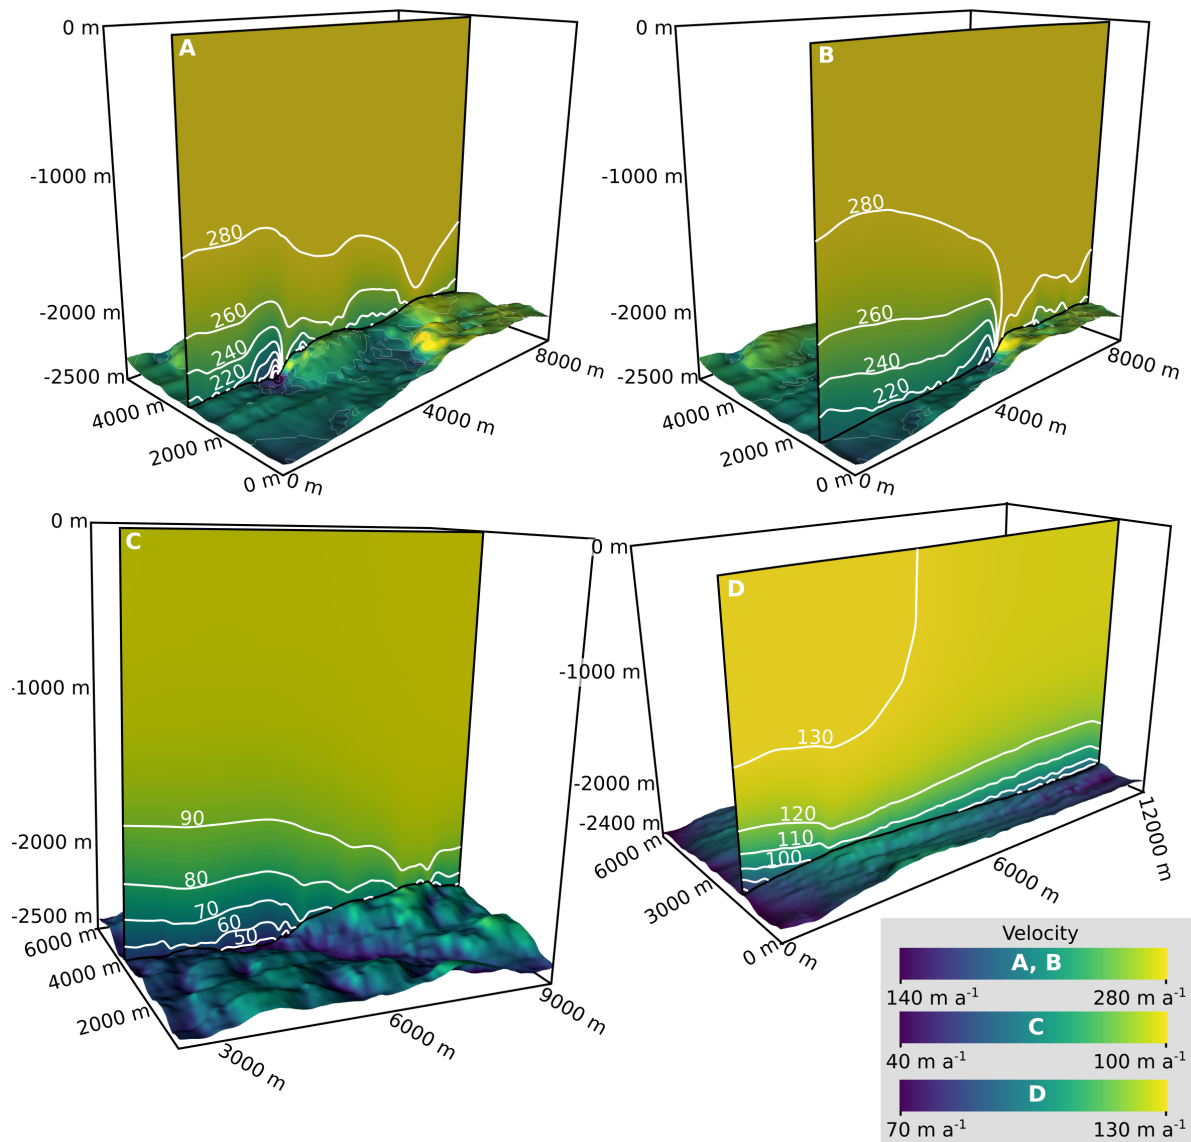 A
0 m
-1000 m
-2000 m
-2500 m
4000 m
2000 m
0 m
0 m
4000 m
8000 m
280
260
240
220
B
0 m
-1000 m
-2000 m
-2500 m
4000 m
2000 m
0 m
0 m
4000 m
8000 m
280
260
240
220
C
0 m
-1000 m
-2000 m
-2500 m
6000 m
4000 m
2000 m
3000 m
6000 m
9000 m
90
80
70
60
50
D
0 m
-1000 m
-2000 m
-2400 m
6000 m
3000 m
0 m
0 m
6000 m
12000 m
130
120
110
100
Velocity
A, B
140 m a⁻¹ 280 m a⁻¹
C
40 m a⁻¹ 100 m a⁻¹
D
70 m a⁻¹ 130 m a⁻¹